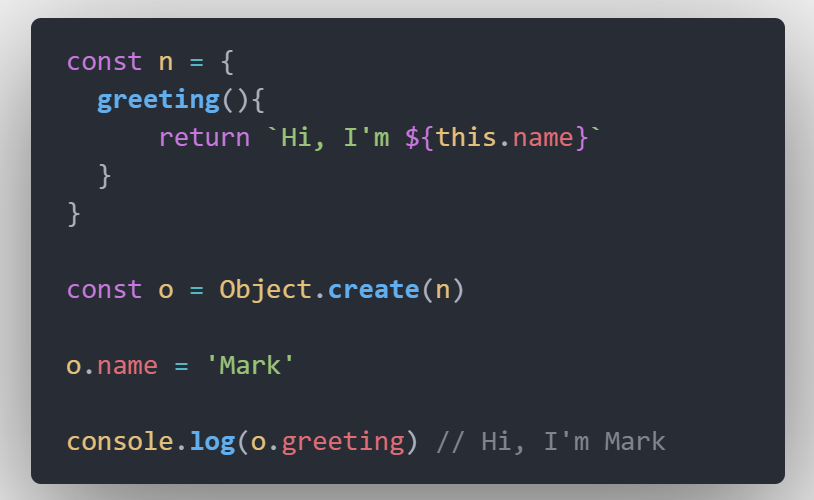 const n = {
  greeting(){
      return `Hi, I'm ${this.name}`
  }
}
const o = Object.create(n)
o.name = 'Mark'
console.log(o.greeting) // Hi, I'm Mark